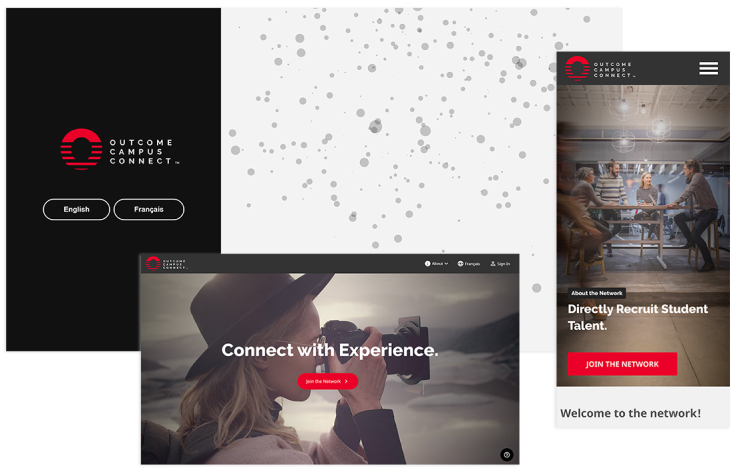 OUTCOME
CAMPUS
CONNECT™
English
Français
OUTCOME
CAMPUS
CONNECT™
About
Français
Sign In
Connect with Experience.
Join the Network
OUTCOME
CAMPUS
CONNECT™
About the Network
Directly Recruit Student
Talent.
JOIN THE NETWORK
Welcome to the network!